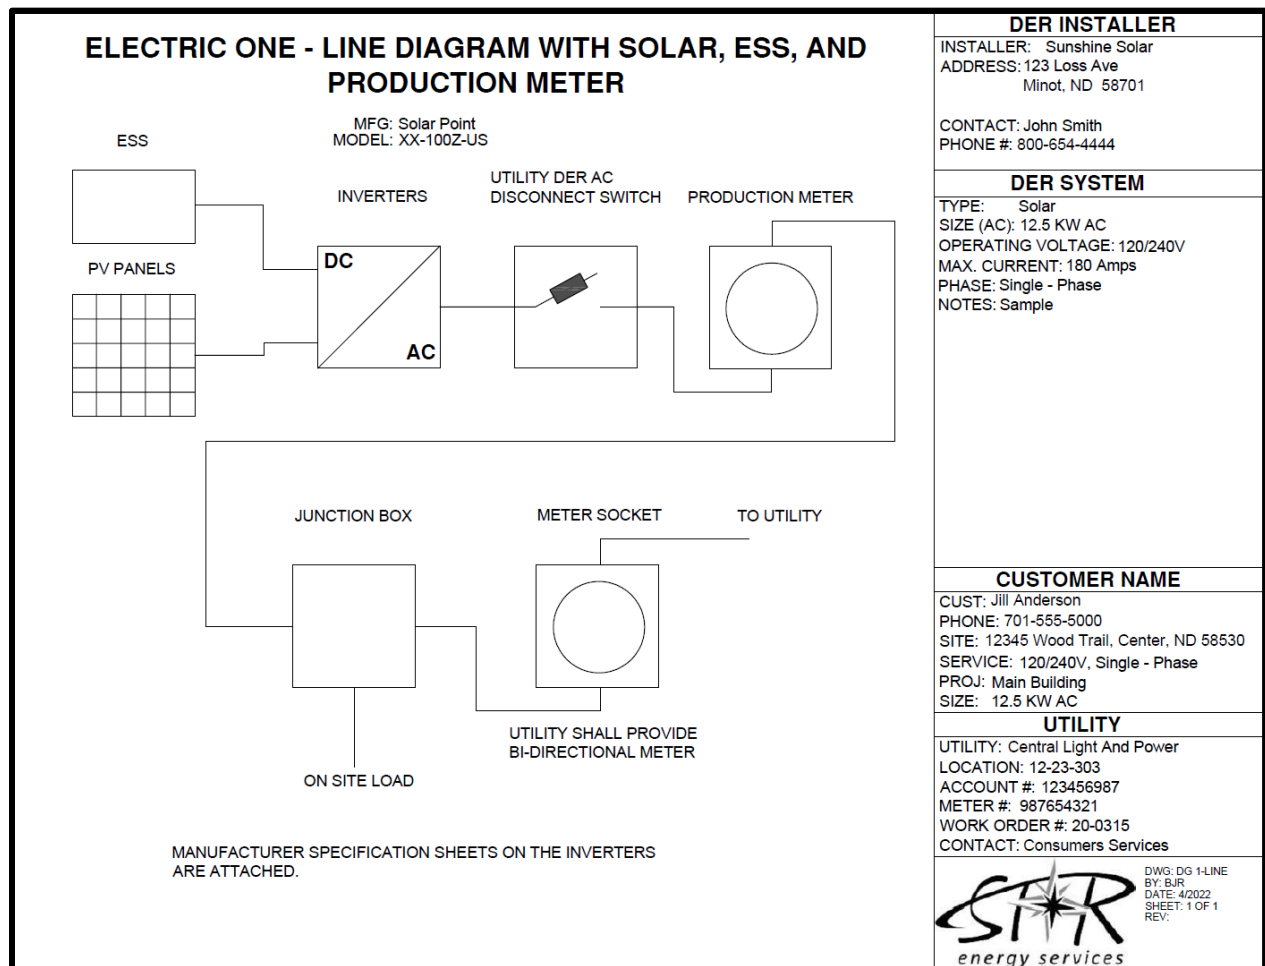 ELECTRIC ONE - LINE DIAGRAM WITH SOLAR, ESS, AND
PRODUCTION METER
MFG: Solar Point
MODEL: XX-100Z-US
ESS
INVERTERS
UTILITY DER AC
DISCONNECT SWITCH
PRODUCTION METER
PV PANELS
DC
AC
JUNCTION BOX
METER SOCKET
TO UTILITY
UTILITY SHALL PROVIDE
BI-DIRECTIONAL METER
ON SITE LOAD
MANUFACTURER SPECIFICATION SHEETS ON THE INVERTERS
ARE ATTACHED.
DER INSTALLER
INSTALLER: Sunshine Solar
ADDRESS: 123 Loss Ave
Minot, ND 58701
CONTACT: John Smith
PHONE #: 800-654-4444
DER SYSTEM
TYPE: Solar
SIZE (AC): 12.5 KW AC
OPERATING VOLTAGE: 120/240V
MAX. CURRENT: 180 Amps
PHASE: Single - Phase
NOTES: Sample
CUSTOMER NAME
CUST: Jill Anderson
PHONE: 701-555-5000
SITE: 12345 Wood Trail, Center, ND 58530
SERVICE: 120/240V, Single - Phase
PROJ: Main Building
SIZE: 12.5 KW AC
UTILITY
UTILITY: Central Light And Power
LOCATION: 12-23-303
ACCOUNT #: 123456987
METER #: 987654321
WORK ORDER #: 20-0315
CONTACT: Consumers Services
STAR
energy services
DWG: DG 1-LINE
BY: BJR
DATE: 4/2022
SHEET: 1 OF 1
REV: